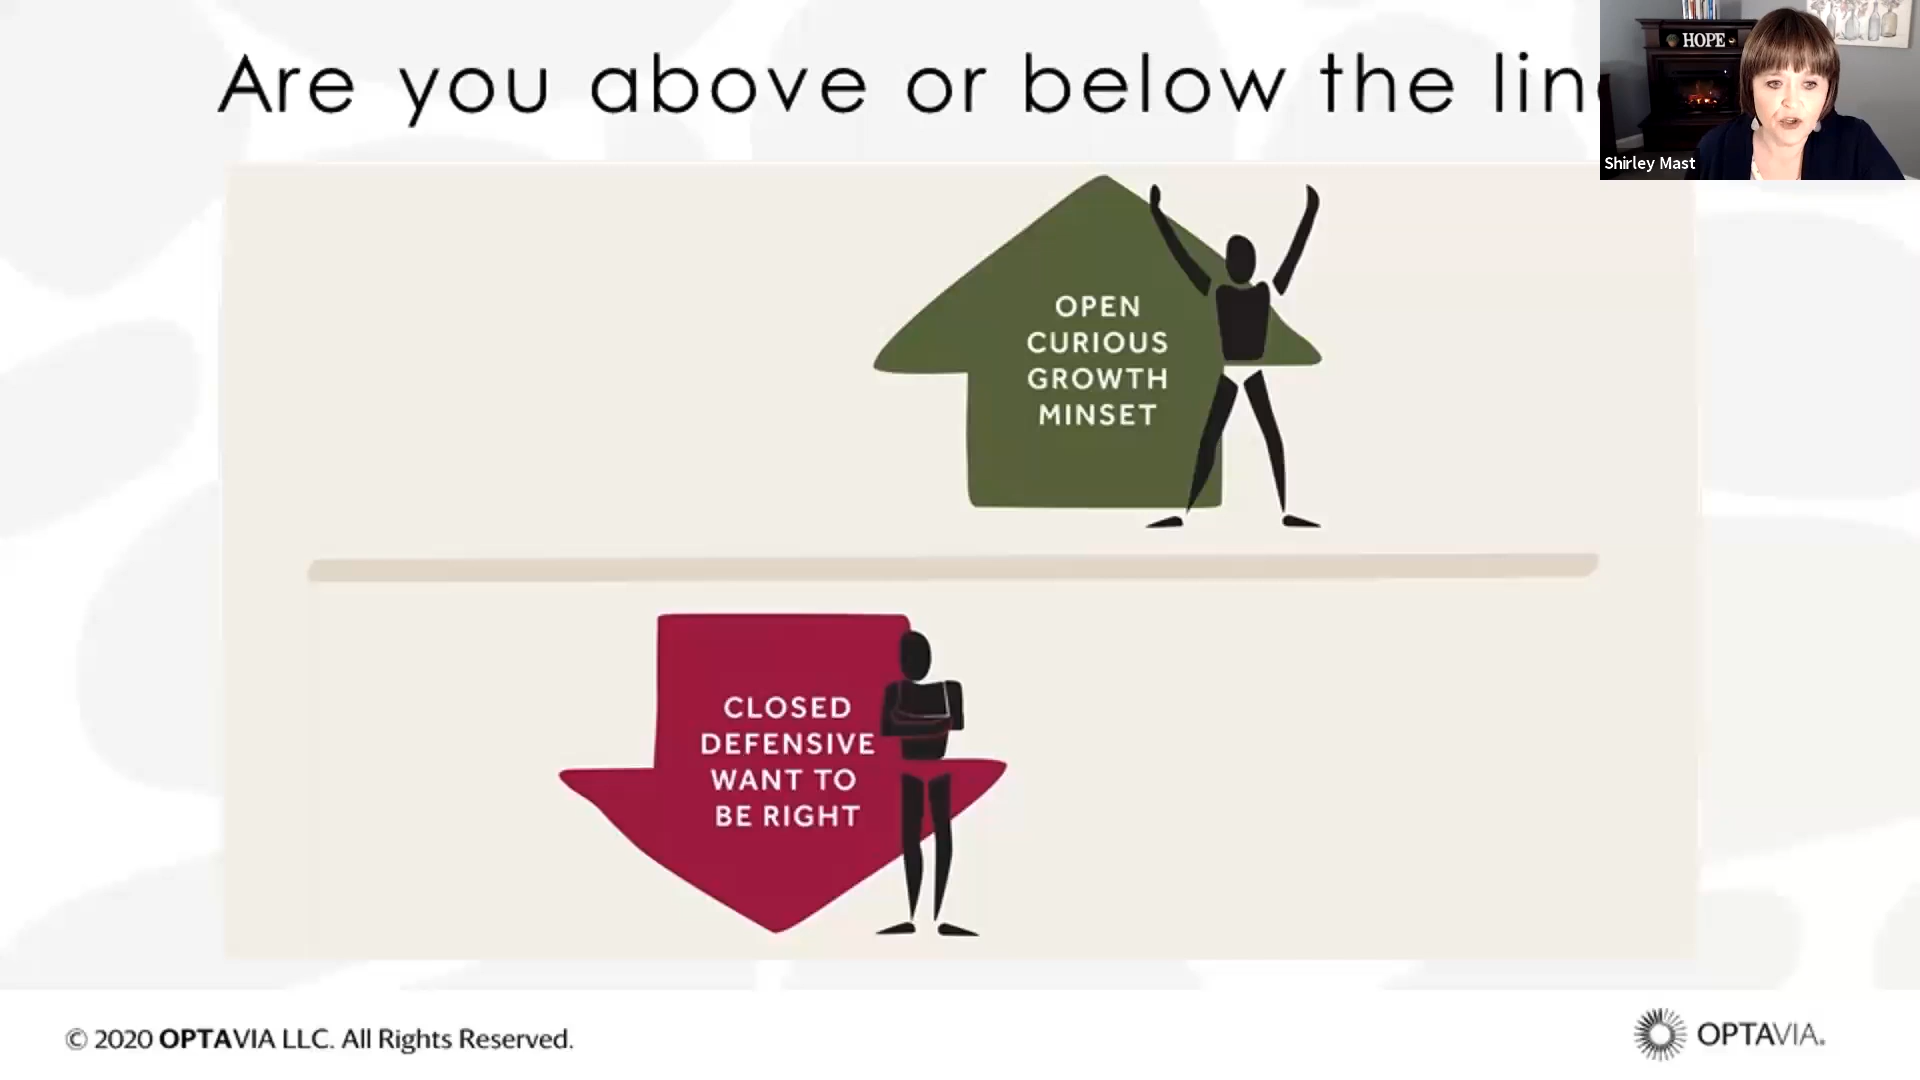 Are you above or below the lin
HOPE
Shirley Mast
OPEN
CURIOUS
GROWTH
MINSET
CLOSED
DEFENSIVE
WANT TO
BE RIGHT
© 2020 OPTAVIA LLC. All Rights Reserved.
OPTAVIA®